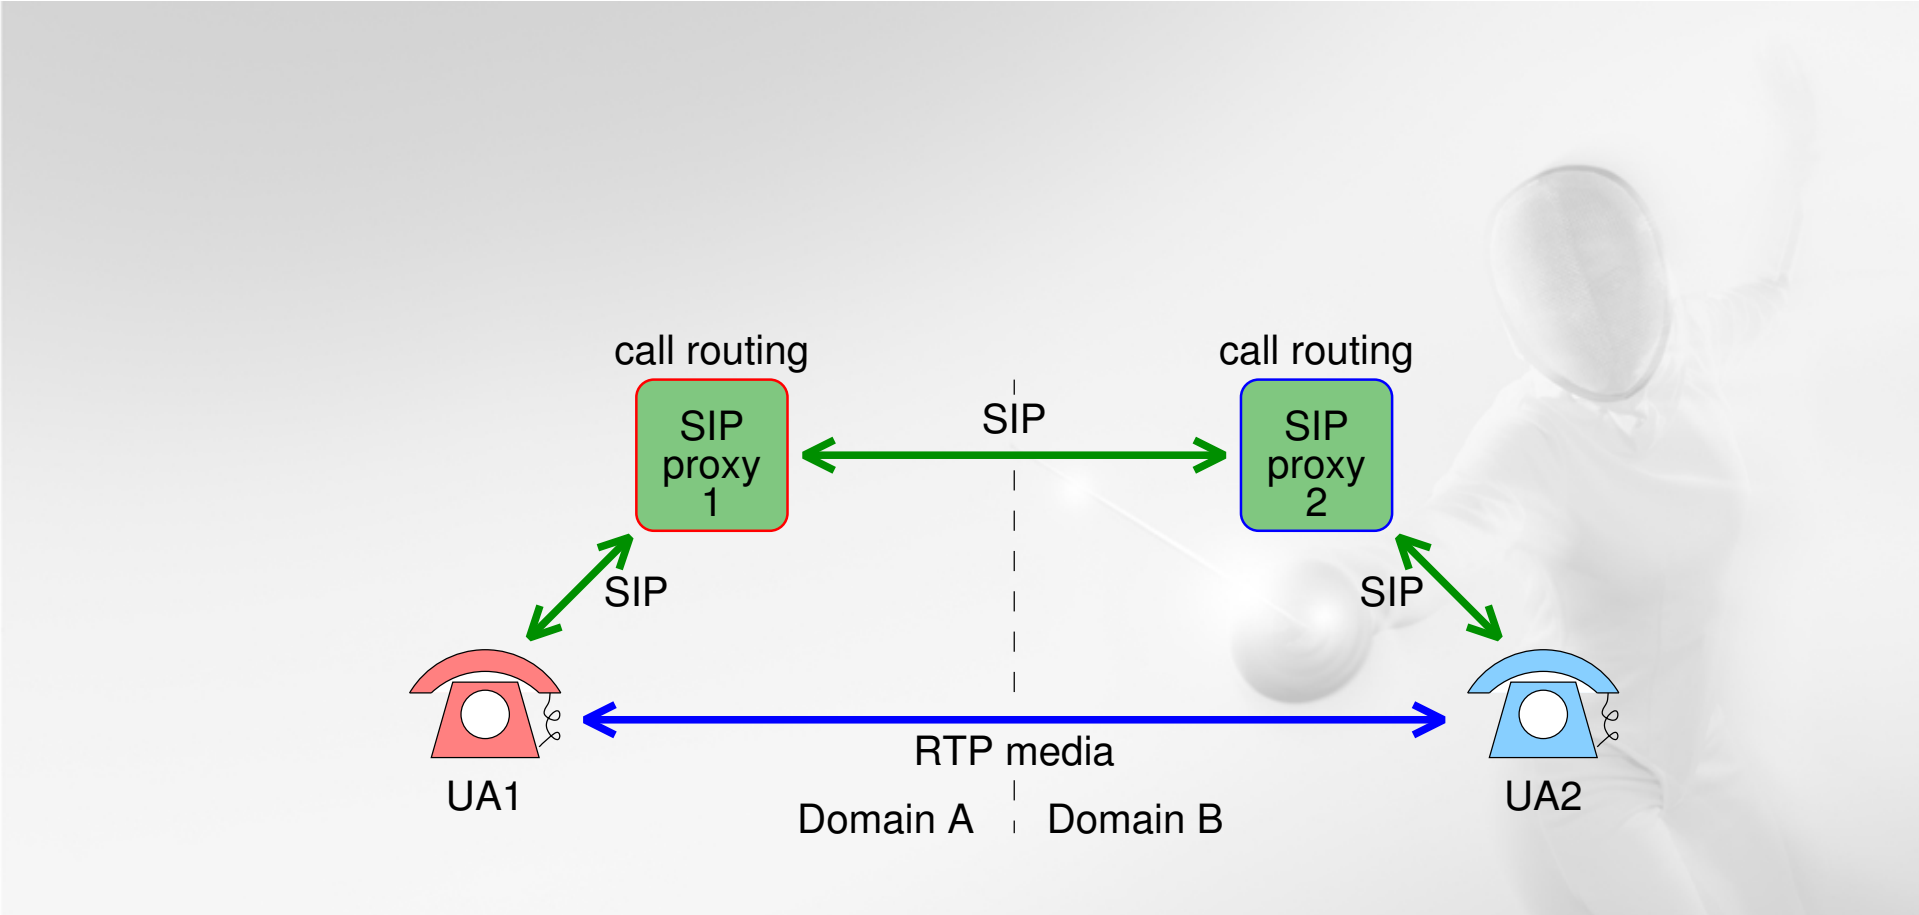 call routing
call routing
SIP
proxy
1
SIP
SIP
proxy
2
SIP
SIP
RTP media
UA1
UA2
Domain A
Domain B